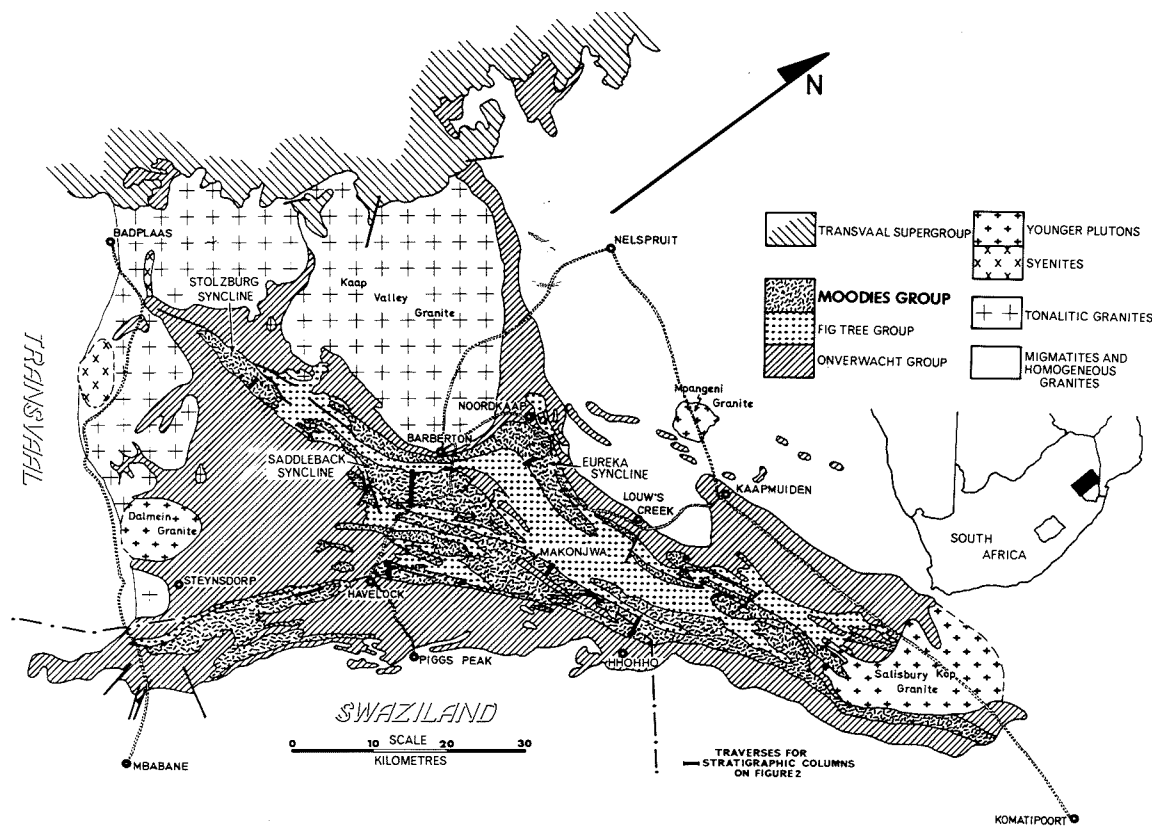 N
BADPLAAS
NELSPRUIT
STOLZBURG
SYNCLINE
Kaap
Valley
Granite
TRANSVAAL
TRANSVAAL SUPERGROUP
MOODIES GROUP
FIG TREE GROUP
ONVERWACHT GROUP
YOUNGER PLUTONS
SYENITES
TONALITIC GRANITES
MIGMATITES AND
HOMOGENEOUS
GRANITES
Mpangeni
Granite
NOORDKAAP
BARBERTON
SADDLEBACK
SYNCLINE
EUREKA
SYNCLINE
LOUW'S
CREEK
KAAPMUIDEN
Dalmein
Granite
MAKONJWA
SOUTH
AFRICA
STEYNSDORP
HAVELOCK
PIGGS PEAK
HHOHHO
Salisbury Kop
Granite
SWAZILAND
0 10 20 30
SCALE
KILOMETRES
TRAVERSES FOR
STRATIGRAPHIC COLUMNS
ON FIGURE 2
MBABANE
KOMATIPOORT